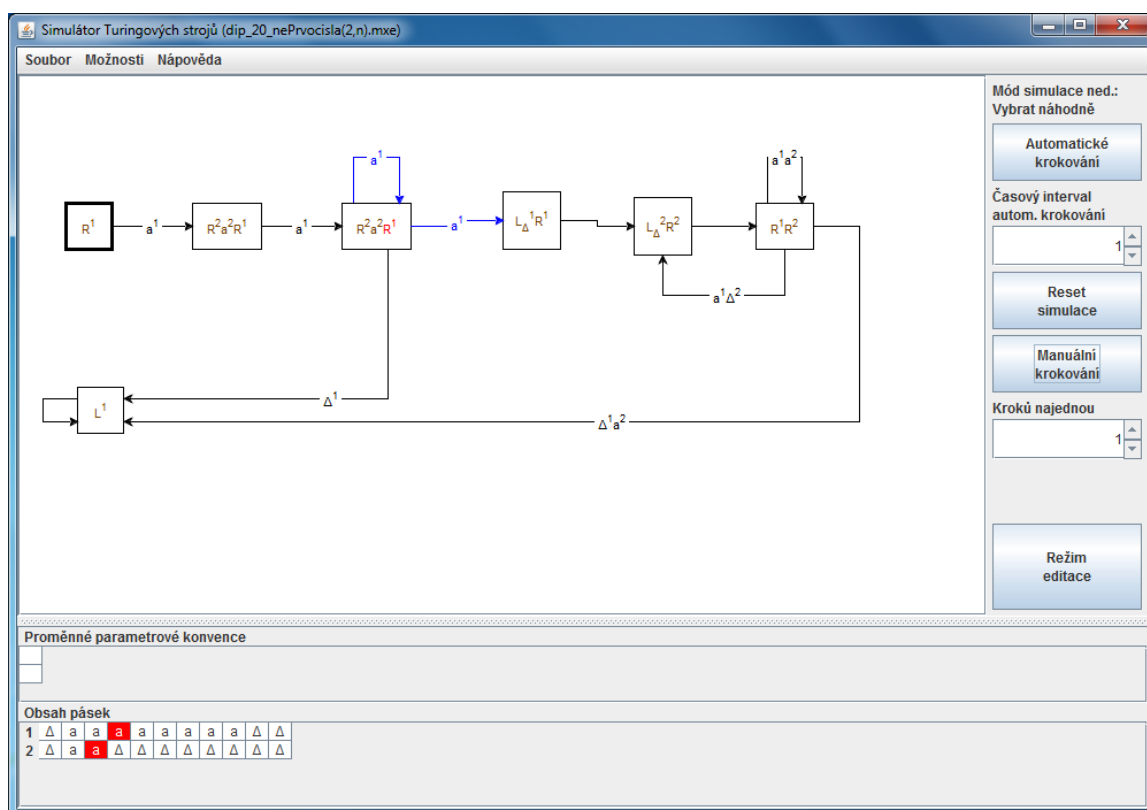 Simulátor Turingových strojů (dip_20_nePrvocisla(2,n).mxe)
Soubor Možnosti Nápověda
Mód simulace ned.:
Vybrat náhodně
Automatické
krokování
Časový interval
autom. krokování
1
Reset
simulace
Manuální
krokování
Kroků najednou
1
Režim
editace
a¹
a¹a²
R¹
a¹
R²a²R¹
a¹
R²a²R¹
a¹
L_Δ¹R¹
L_Δ²R²
R¹R²
a¹Δ²
L¹
Δ¹
Δ¹a²
Proměnné parametrové konvence
Obsah pásek
1 Δ a a a a a a a a Δ Δ
2 Δ a a Δ Δ Δ Δ Δ Δ Δ Δ